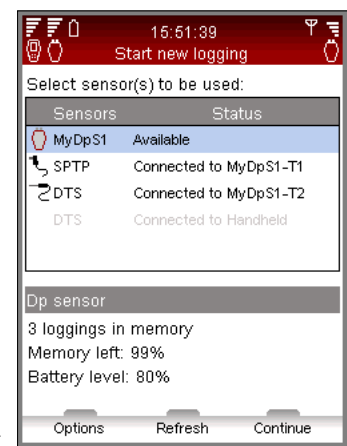 15:51:39
Start new logging
Select sensor(s) to be used:
Sensors Status
MyDpS1 Available
SPTP Connected to MyDpS1-T1
DTS Connected to MyDpS1-T2
DTS Connected to Handheld
Dp sensor
3 loggings in memory
Memory left: 99%
Battery level: 80%
Options Refresh Continue